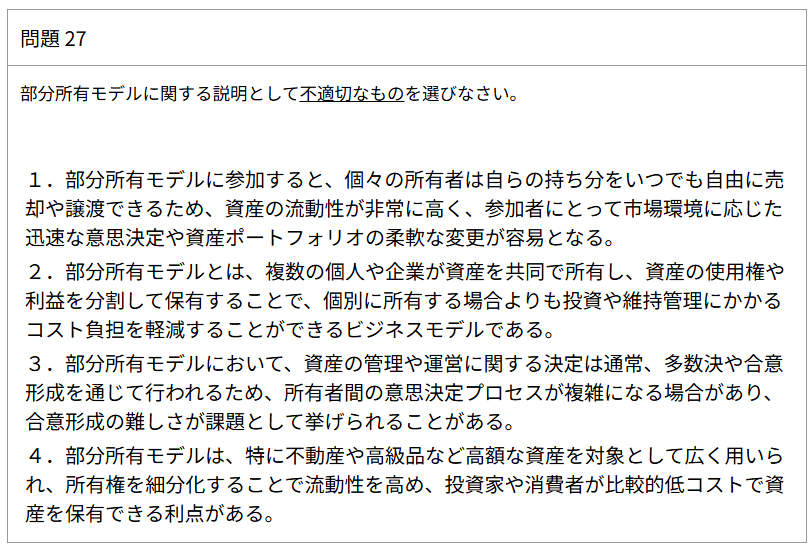 問題 27
部分所有モデルに関する説明として不適切なものを選びなさい。
１．部分所有モデルに参加すると、個々の所有者は自らの持ち分をいつでも自由に売
却や譲渡できるため、資産の流動性が非常に高く、参加者にとって市場環境に応じた
迅速な意思決定や資産ポートフォリオの柔軟な変更が容易となる。
２．部分所有モデルとは、複数の個人や企業が資産を共同で所有し、資産の使用権や
利益を分割して保有することで、個別に所有する場合よりも投資や維持管理にかかる
コスト負担を軽減することができるビジネスモデルである。
３．部分所有モデルにおいて、資産の管理や運営に関する決定は通常、多数決や合意
形成を通じて行われるため、所有者間の意思決定プロセスが複雑になる場合があり、
合意形成の難しさが課題として挙げられることがある。
４．部分所有モデルは、特に不動産や高級品など高額な資産を対象として広く用いら
れ、所有権を細分化することで流動性を高め、投資家や消費者が比較的低コストで資
産を保有できる利点がある。